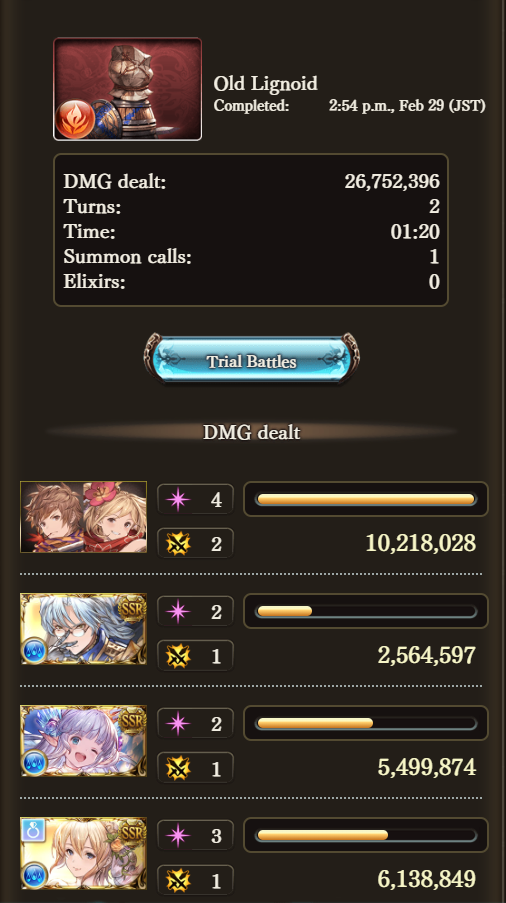 Old Lignoid
Completed: 2:54 p.m., Feb 29 (JST)
DMG dealt: 26,752,396
Turns: 2
Time: 01:20
Summon calls: 1
Elixirs: 0
Trial Battles
DMG dealt
4
2 10,218,028
SSR 2
1 2,564,597
SSR 2
1 5,499,874
SSR 3
1 6,138,849